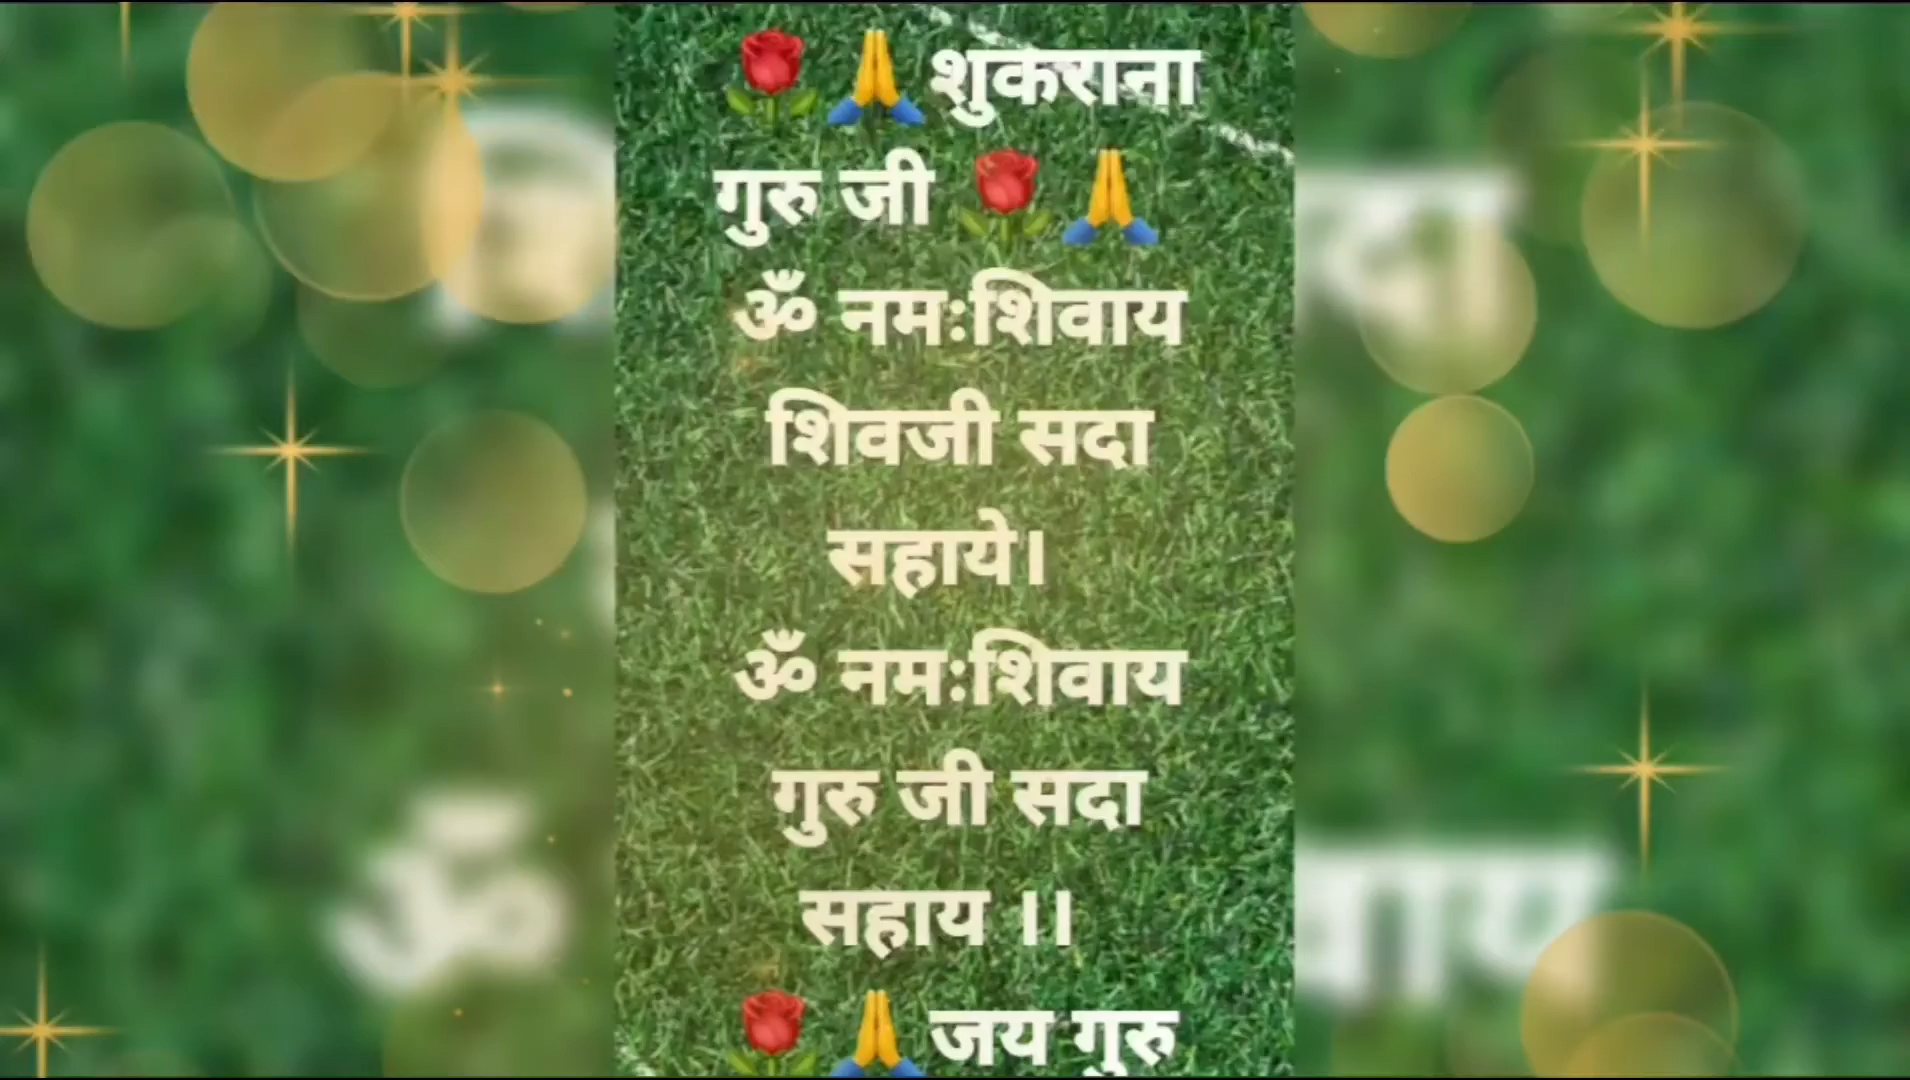 🌹🙏शुकराना
गुरु जी 🌹🙏
ॐ नमःशिवाय
शिवजी सदा
सहाये।
ॐ नमःशिवाय
गुरु जी सदा
सहाय ।।
🌹🙏जय गुरु